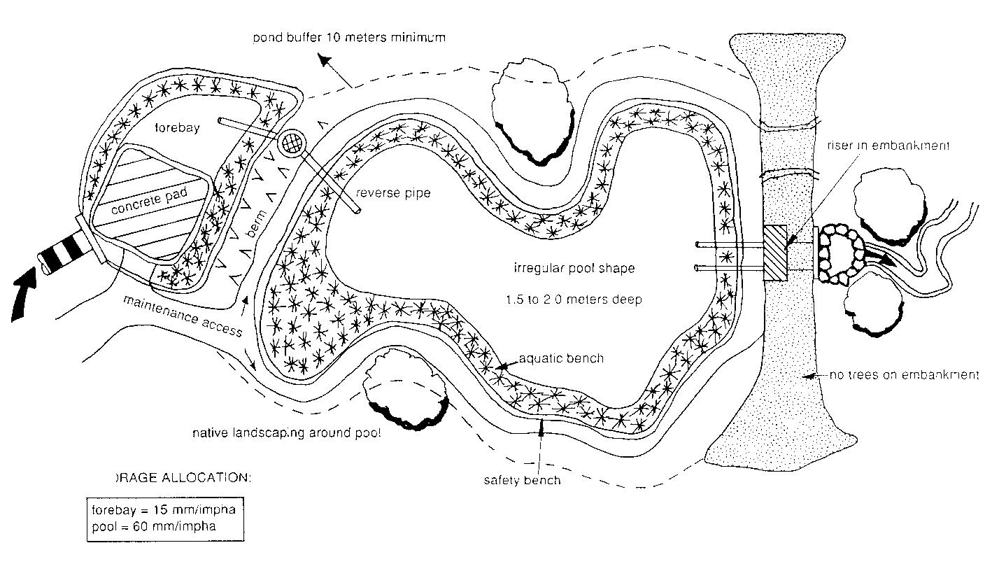 pond buffer 10 meters minimum
forebay
concrete pad
berm
reverse pipe
riser in embankment
irregular pool shape
1.5 to 2.0 meters deep
maintenance access
aquatic bench
no trees on embankment
native landscaping around pool
safety bench
RAGE ALLOCATION:
forebay = 15 mm/impha
pool = 60 mm/impha